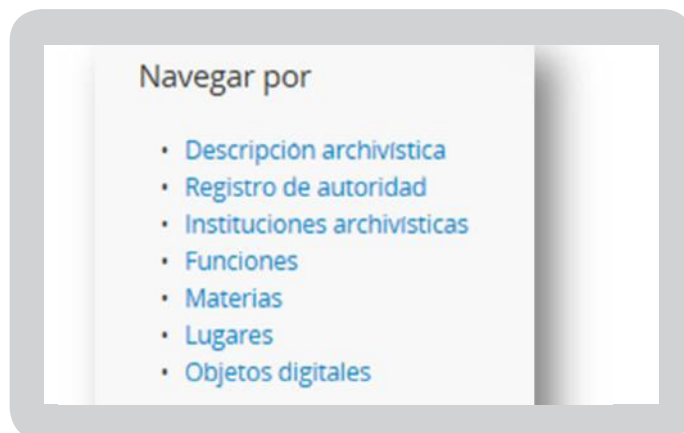 Navegar por
• Descripción archivística
• Registro de autoridad
• Instituciones archivísticas
• Funciones
• Materias
• Lugares
• Objetos digitales